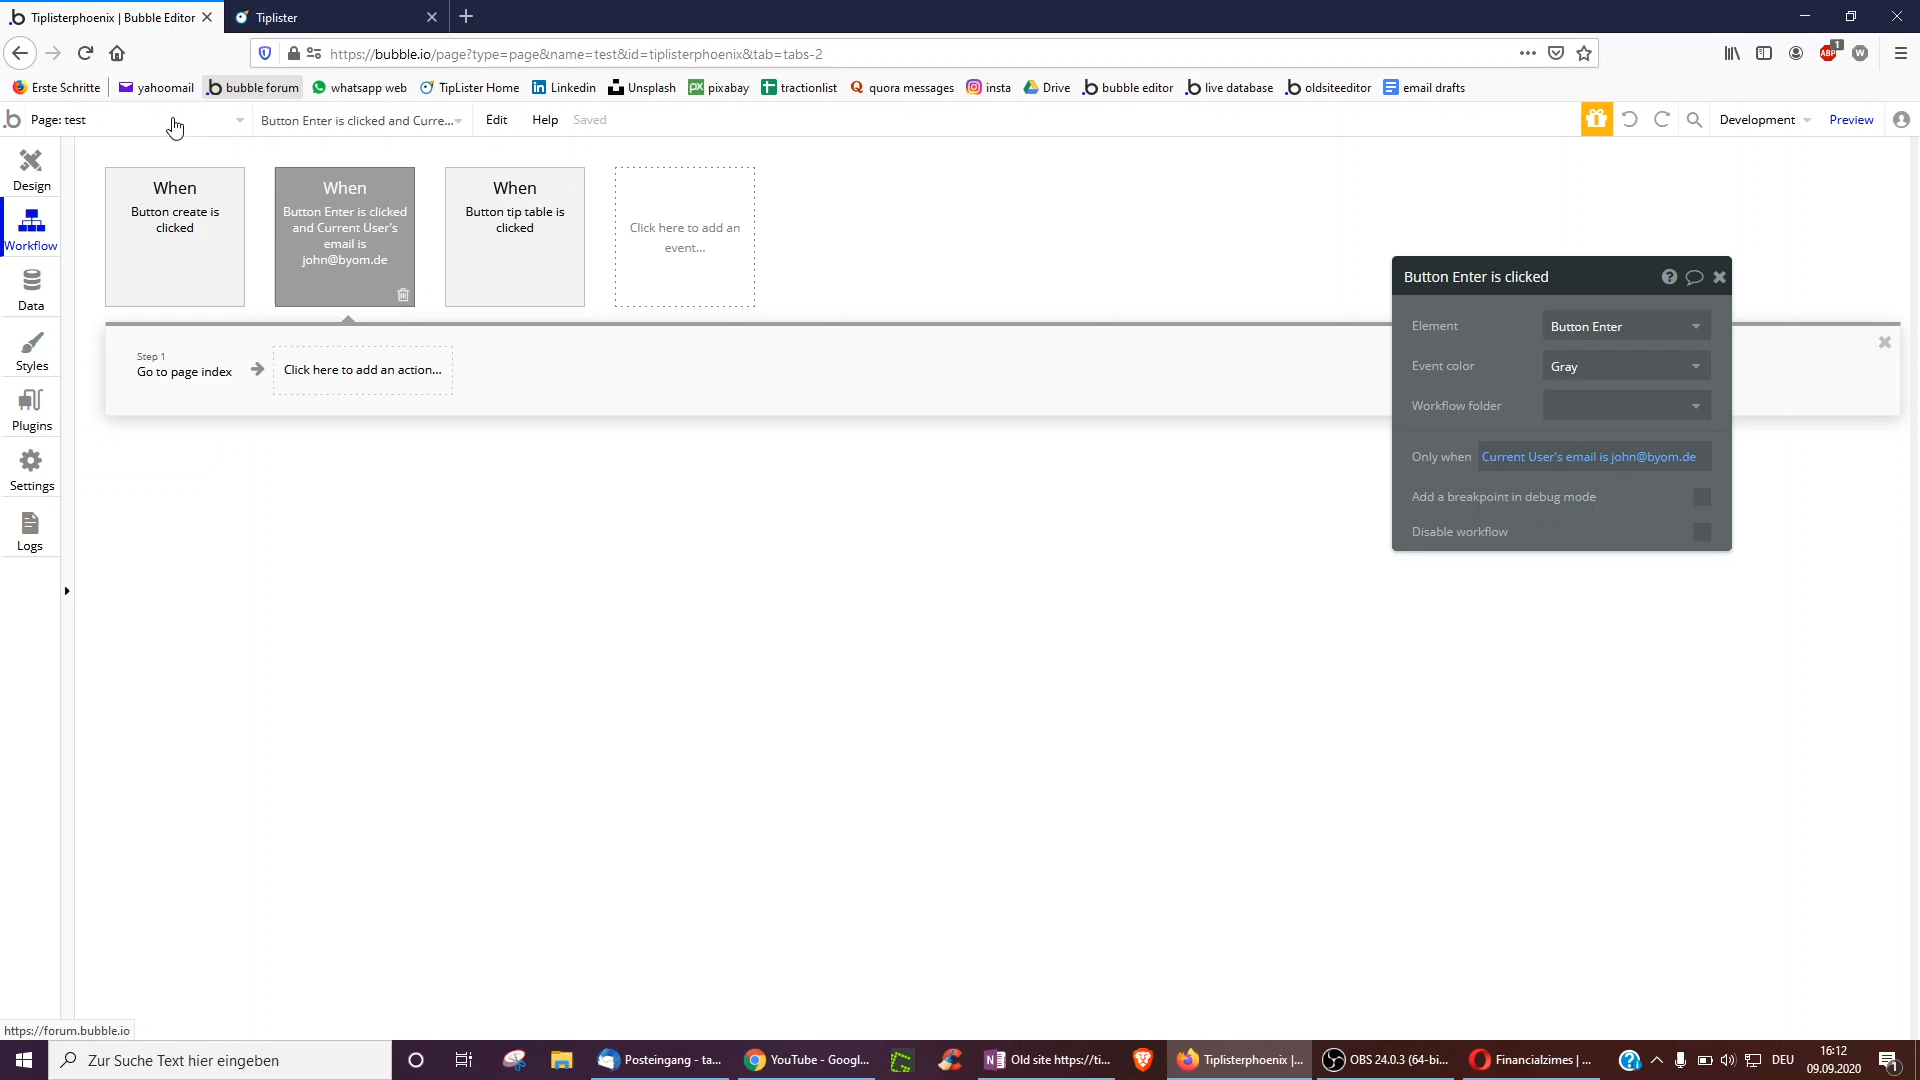 Tiplisterphoenix | Bubble Editor
Tiplister
https://bubble.io/page?type=page&name=test&id=tiplisterphoenix&tab=tabs-2
ABP
1
W
Erste Schritte
yahoomail
bubble forum
whatsapp web
TipLister Home
Linkedin
Unsplash
pixabay
tractionlist
quora messages
insta
Drive
bubble editor
live database
oldsiteeditor
email drafts
Page: test
Button Enter is clicked and Curre...
Edit
Help
Saved
Development
Preview
Design
Workflow
Data
Styles
Plugins
Settings
Logs
When
Button create is
clicked
When
Button Enter is clicked
and Current User's
email is
john@byom.de
When
Button tip table is
clicked
Click here to add an
event...
Step 1
Go to page index
Click here to add an action...
Button Enter is clicked
Element
Button Enter
Event color
Gray
Workflow folder
Only when
Current User's email is john@byom.de
Add a breakpoint in debug mode
Disable workflow
https://forum.bubble.io
Zur Suche Text hier eingeben
Posteingang - ta...
YouTube - Googl...
Old site https://ti...
Tiplisterphoenix |...
OBS 24.0.3 (64-bi...
Financialzimes | ...
DEU
16:12
09.09.2020
1